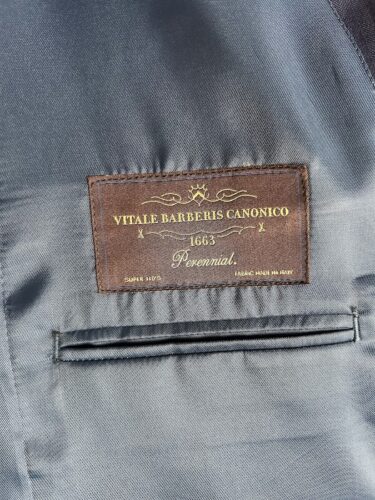 VITALE BARBERIS CANONICO
1663
Perennial.
SUPER 110'S FABRIC MADE IN ITALY